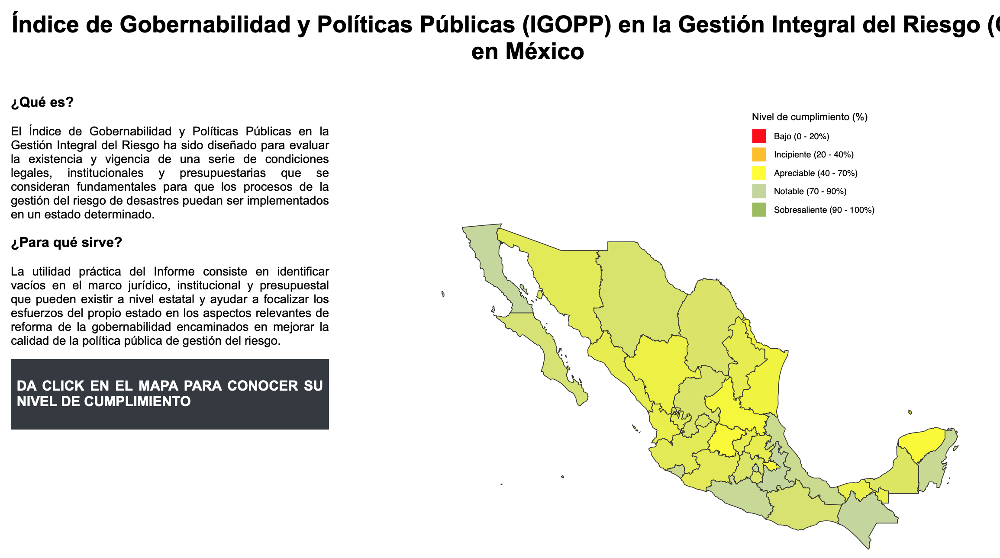 Índice de Gobernabilidad y Políticas Públicas (IGOPP) en la Gestión Integral del Riesgo (
en México
¿Qué es?
El Índice de Gobernabilidad y Políticas Públicas en la
Gestión Integral del Riesgo ha sido diseñado para evaluar
la existencia y vigencia de una serie de condiciones
legales, institucionales y presupuestarias que se
consideran fundamentales para que los procesos de la
gestión del riesgo de desastres puedan ser implementados
en un estado determinado.
¿Para qué sirve?
La utilidad práctica del Informe consiste en identificar
vacíos en el marco jurídico, institucional y presupuestal
que pueden existir a nivel estatal y ayudar a focalizar los
esfuerzos del propio estado en los aspectos relevantes de
reforma de la gobernabilidad encaminados en mejorar la
calidad de la política pública de gestión del riesgo.
DA CLICK EN EL MAPA PARA CONOCER SU
NIVEL DE CUMPLIMIENTO
Nivel de cumplimiento (%)
Bajo (0 - 20%)
Incipiente (20 - 40%)
Apreciable (40 - 70%)
Notable (70 - 90%)
Sobresaliente (90 - 100%)